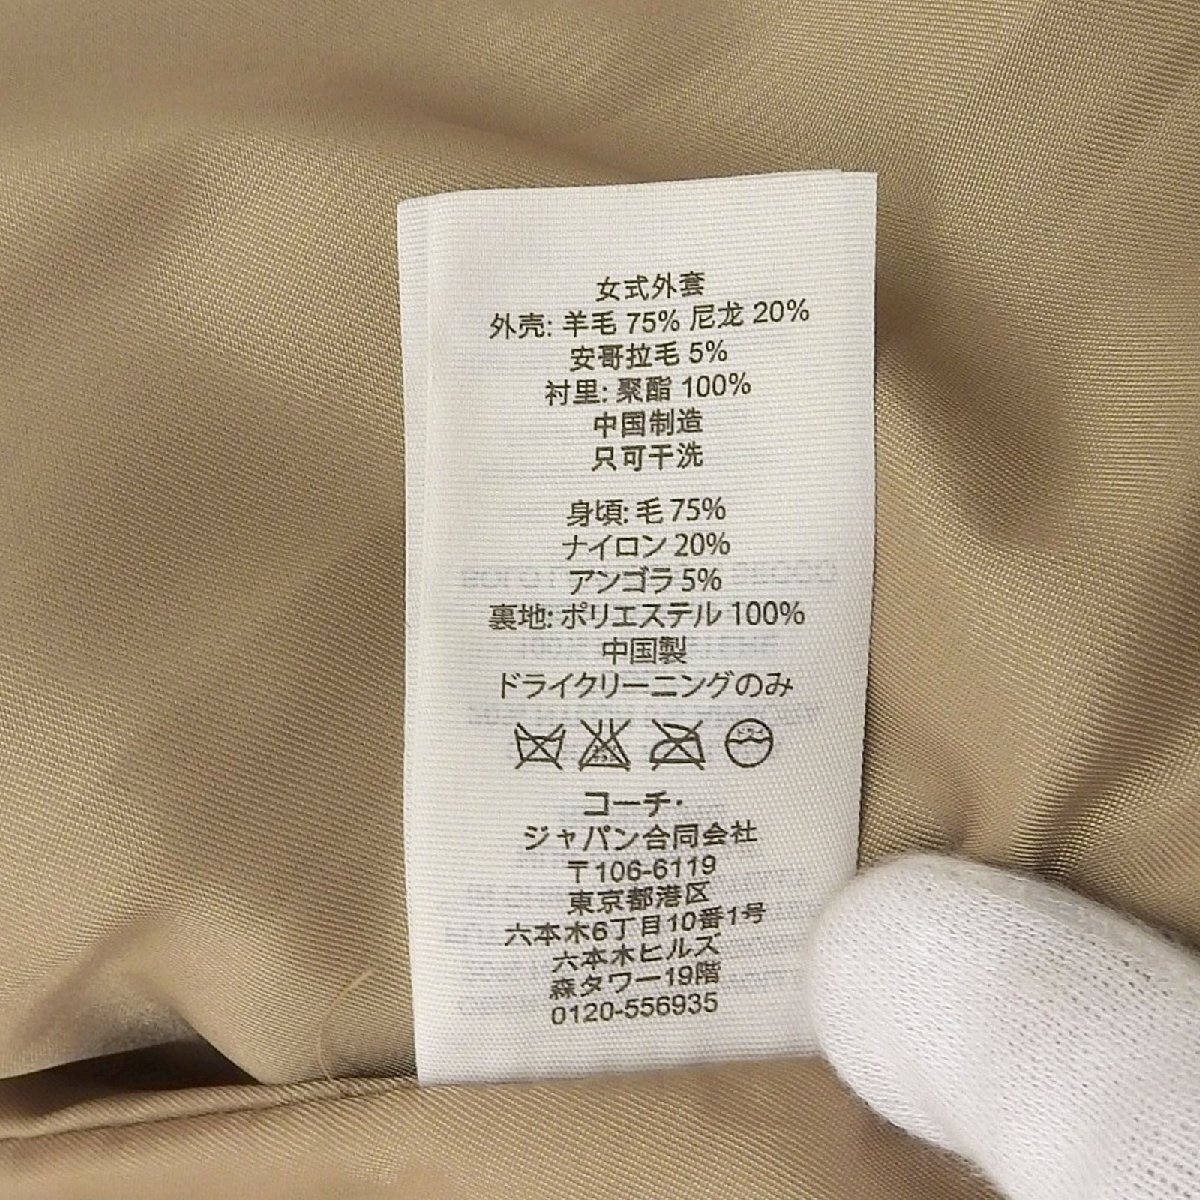 女式外套
外壳: 羊毛 75% 尼龙 20%
安哥拉毛 5%
衬里: 聚酯 100%
中国制造
只可干洗
身頃: 毛 75%
ナイロン 20%
アンゴラ 5%
裏地: ポリエステル 100%
中国製
ドライクリーニングのみ
コーチ・
ジャパン合同会社
〒106-6119
東京都港区
六本木6丁目10番1号
六本木ヒルズ
森タワー19階
0120-556935